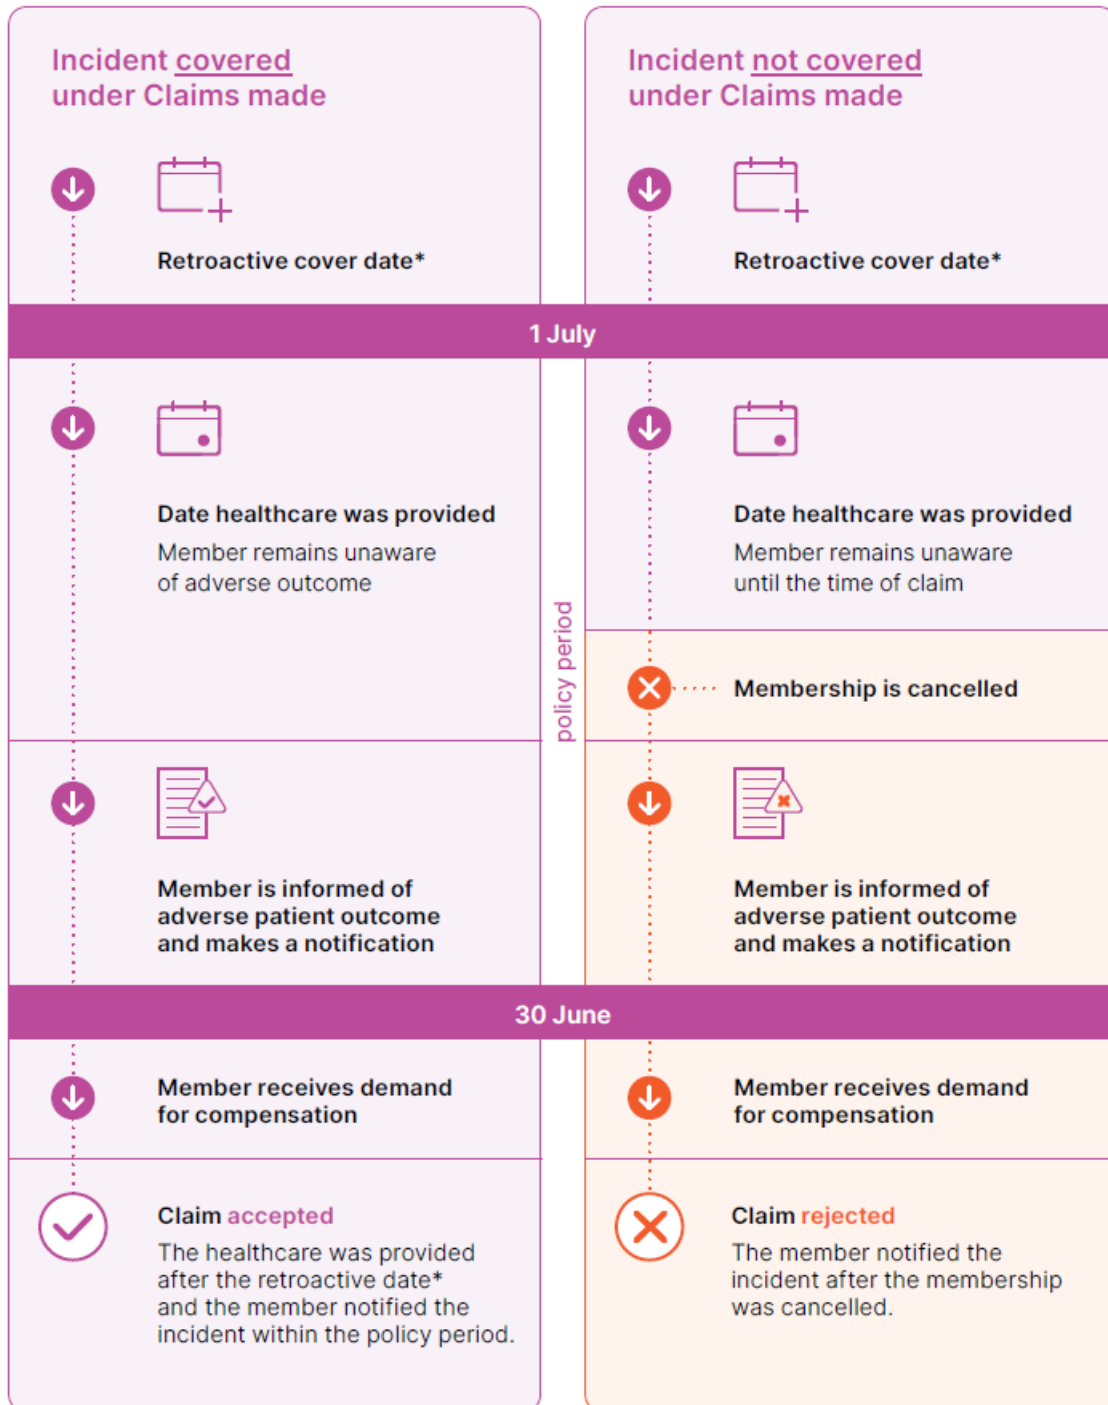 Incident covered
under Claims made
Retroactive cover date*
Incident not covered
under Claims made
Retroactive cover date*
1 July
Date healthcare was provided
Member remains unaware
of adverse outcome
Member is informed of
adverse patient outcome
and makes a notification
policy period
Date healthcare was provided
Member remains unaware
until the time of claim
Membership is cancelled
Member is informed of
adverse patient outcome
and makes a notification
30 June
Member receives demand
for compensation
Claim accepted
The healthcare was provided
after the retroactive date*
and the member notified the
incident within the policy period.
Member receives demand
for compensation
Claim rejected
The member notified the
incident after the membership
was cancelled.